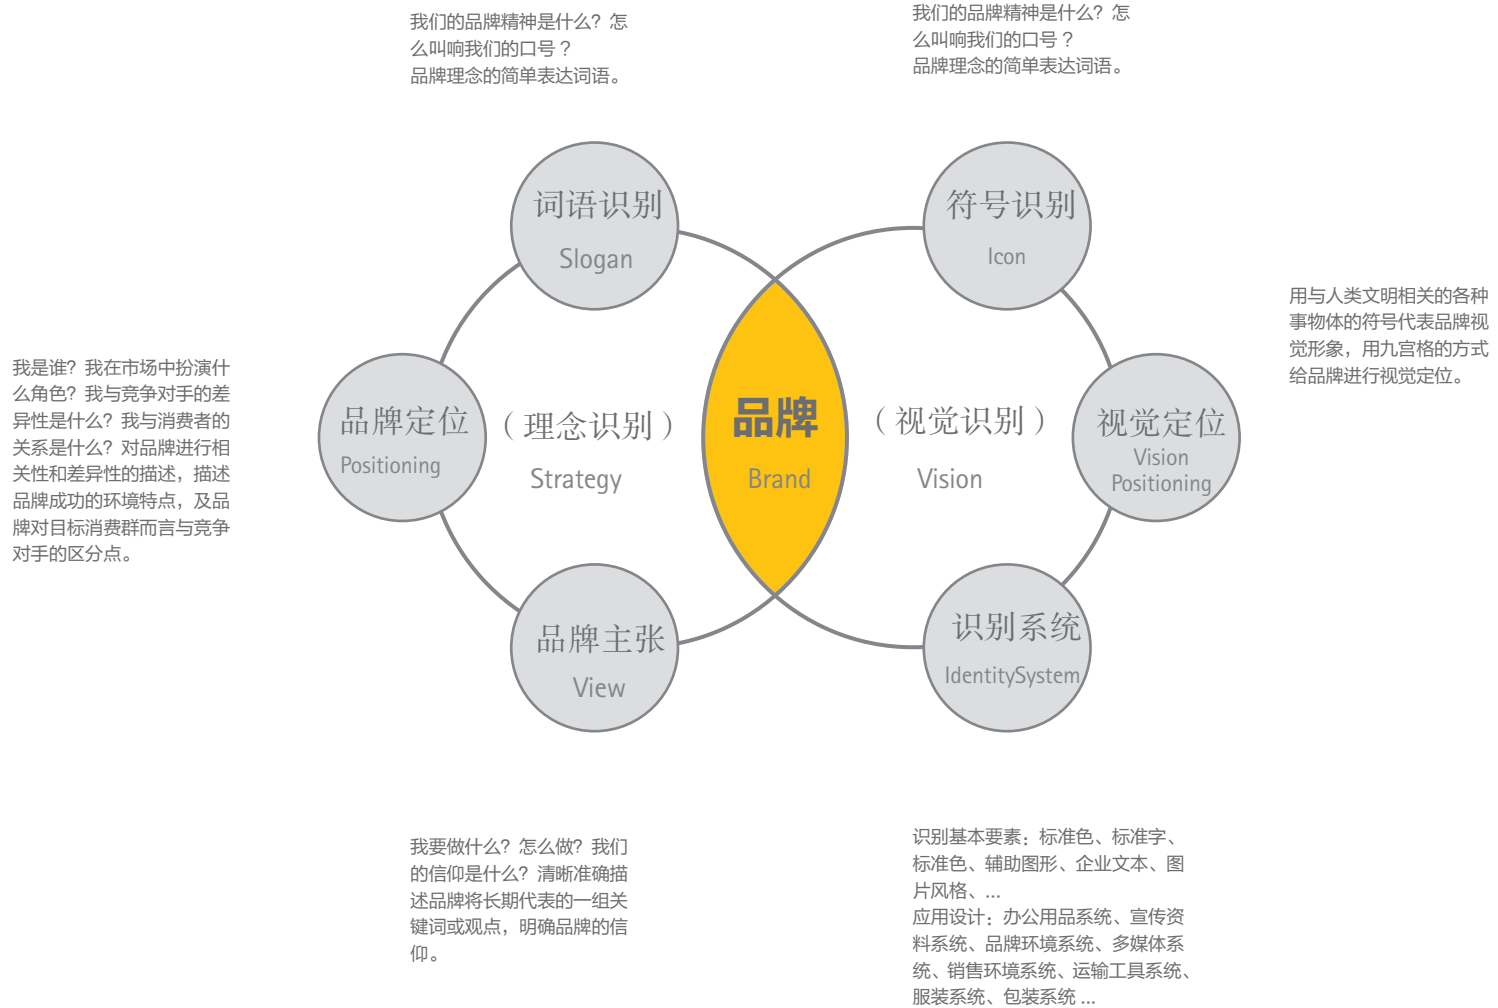 我们的品牌精神是什么？怎
么叫响我们的口号？
品牌理念的简单表达词语。
我们的品牌精神是什么？怎
么叫响我们的口号？
品牌理念的简单表达词语。
词语识别
Slogan
符号识别
Icon
用与人类文明相关的各种
事物体的符号代表品牌视
觉形象，用九宫格的方式
给品牌进行视觉定位。
我是谁？我在市场中扮演什
么角色？我与竞争对手的差
异性是什么？我与消费者的
关系是什么？对品牌进行相
关性和差异性的描述，描述
品牌成功的环境特点，及品
牌对目标消费群而言与竞争
对手的区分点。
品牌定位
Positioning
（理念识别）
Strategy
品牌
Brand
（视觉识别）
Vision
视觉定位
Vision
Positioning
品牌主张
View
识别系统
IdentitySystem
我要做什么？怎么做？我们
的信仰是什么？清晰准确描
述品牌将长期代表的一组关
键词或观点，明确品牌的信
仰。
识别基本要素：标准色、标准字、
标准色、辅助图形、企业文本、图
片风格、...
应用设计：办公用品系统、宣传资
料系统、品牌环境系统、多媒体系
统、销售环境系统、运输工具系统、
服装系统、包装系统 ...